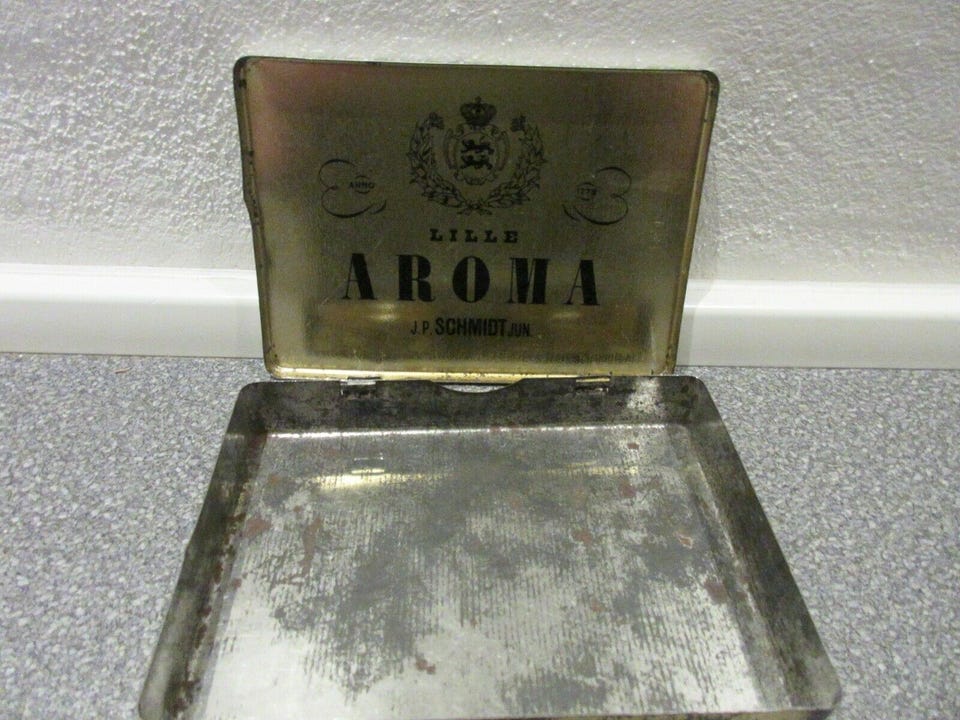 ANNO
LILLE
AROMA
J.P. SCHMIDT JUN.